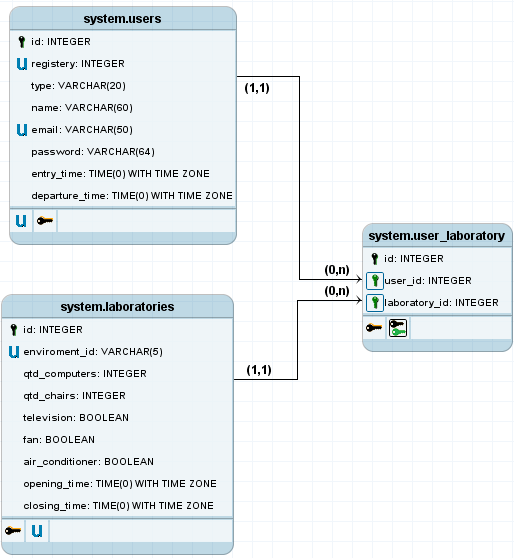 system.users
id: INTEGER
U registery: INTEGER
type: VARCHAR(20)
name: VARCHAR(60)
U email: VARCHAR(50)
password: VARCHAR(64)
entry_time: TIME(0) WITH TIME ZONE
departure_time: TIME(0) WITH TIME ZONE
U
(1,1)
system.user_laboratory
id: INTEGER
user_id: INTEGER
laboratory_id: INTEGER
(0,n)
(0,n)
system.laboratories
id: INTEGER
U enviroment_id: VARCHAR(5)
qtd_computers: INTEGER
qtd_chairs: INTEGER
television: BOOLEAN
fan: BOOLEAN
air_conditioner: BOOLEAN
opening_time: TIME(0) WITH TIME ZONE
closing_time: TIME(0) WITH TIME ZONE
U
(1,1)